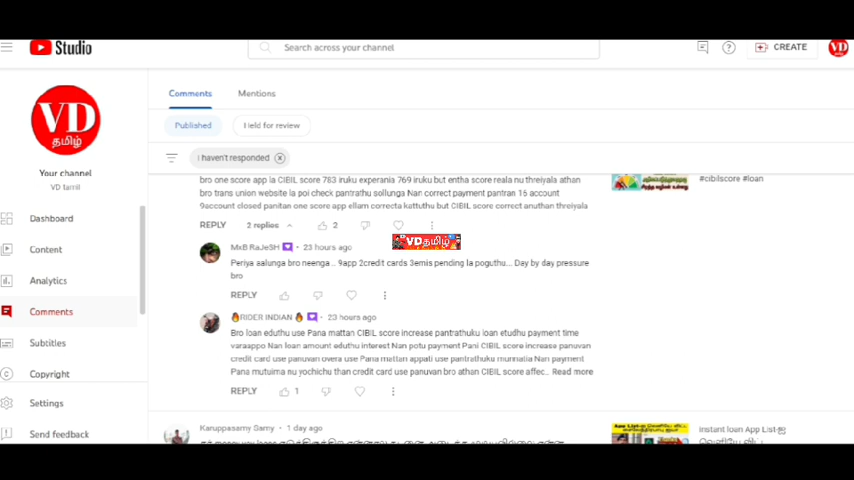 Studio
Search across your channel
CREATE
VD
VD
தமிழ்
Your channel
VD tamil
Dashboard
Content
Analytics
Comments
Subtitles
Copyright
Settings
Send feedback
Comments
Mentions
Published
Held for review
I haven't responded
bro one score app la CIBIL score 783 iruku experania 769 iruku but entha score reala nu threiyala athan
bro trans union website la poi check pantrathu sollunga Nan correct payment pantran 16 account
9account closed panitan one score app ellam correcta kattuthu but CIBIL score correct anuthan threiyala
REPLY 2 replies 2
VDதமிழ்
#cibilscore #loan
MxB RaJeSH • 23 hours ago
Periya aalunga bro neenga... 9app 2credit cards 3emis pending la poguthu... Day by day pressure
bro
REPLY
RIDER INDIAN • 23 hours ago
Bro loan eduthu use Pana mattan CIBIL score increase pantrathuku loan etudhu payment time
varaappo Nan loan amount eduthu interest Nan potu payment Pani CIBIL score increase panuvan
credit card use panuvan overa use Pana mattan appati use pantrathuku munnatia Nan payment
Pana mutuima nu yochichu than credit card use panuvan bro athan CIBIL score affec.. Read more
REPLY 1
Karuppasamy Samy • 1 day ago
Instant loan App List-ஐ
வெளியே விட்ட